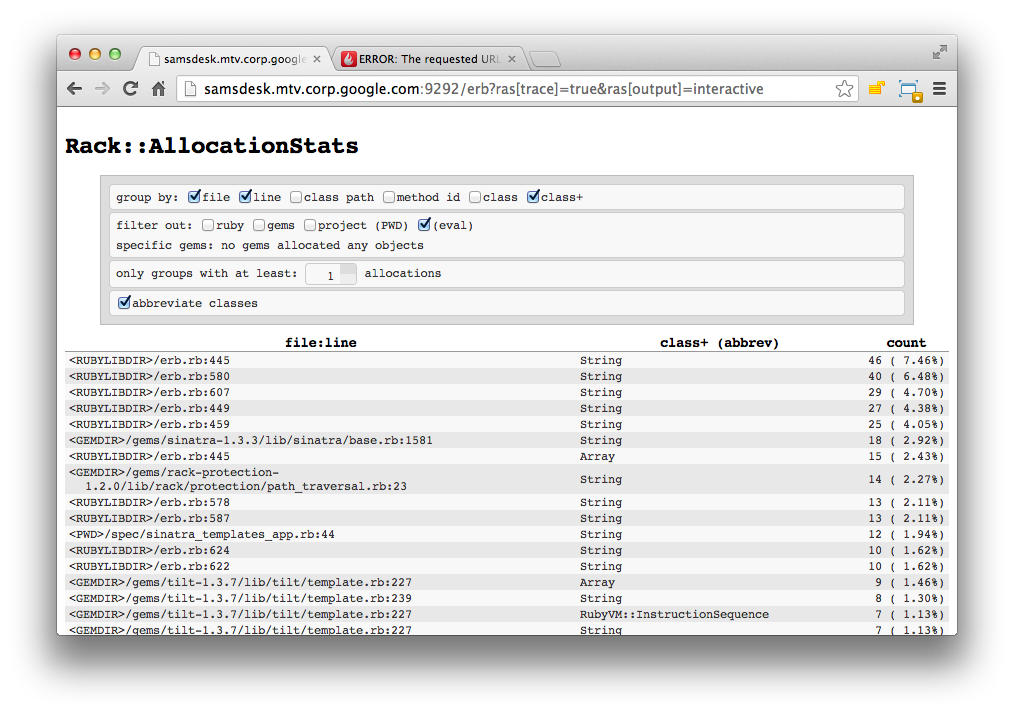 samsdesk.mtv.corp.google
ERROR: The requested URL
samsdesk.mtv.corp.google.com:9292/erb?ras[trace]=true&ras[output]=interactive
Rack::AllocationStats
group by: file line class path method id class class+
filter out: ruby gems project (PWD) (eval)
specific gems: no gems allocated any objects
only groups with at least: 1 allocations
abbreviate classes
file:line class+ (abbrev) count
<RUBYLIBDIR>/erb.rb:445 String 46 ( 7.46%)
<RUBYLIBDIR>/erb.rb:580 String 40 ( 6.48%)
<RUBYLIBDIR>/erb.rb:607 String 29 ( 4.70%)
<RUBYLIBDIR>/erb.rb:449 String 27 ( 4.38%)
<RUBYLIBDIR>/erb.rb:459 String 25 ( 4.05%)
<GEMDIR>/gems/sinatra-1.3.3/lib/sinatra/base.rb:1581 String 18 ( 2.92%)
<RUBYLIBDIR>/erb.rb:445 Array 15 ( 2.43%)
<GEMDIR>/gems/rack-protection-
1.2.0/lib/rack/protection/path_traversal.rb:23 String 14 ( 2.27%)
<RUBYLIBDIR>/erb.rb:578 String 13 ( 2.11%)
<RUBYLIBDIR>/erb.rb:587 String 13 ( 2.11%)
<PWD>/spec/sinatra_templates_app.rb:44 String 12 ( 1.94%)
<RUBYLIBDIR>/erb.rb:624 String 10 ( 1.62%)
<RUBYLIBDIR>/erb.rb:622 String 10 ( 1.62%)
<GEMDIR>/gems/tilt-1.3.7/lib/tilt/template.rb:227 Array 9 ( 1.46%)
<GEMDIR>/gems/tilt-1.3.7/lib/tilt/template.rb:239 String 8 ( 1.30%)
<GEMDIR>/gems/tilt-1.3.7/lib/tilt/template.rb:227 RubyVM::InstructionSequence 7 ( 1.13%)
<GEMDIR>/gems/tilt-1.3.7/lib/tilt/template.rb:227 String 7 ( 1.13%)